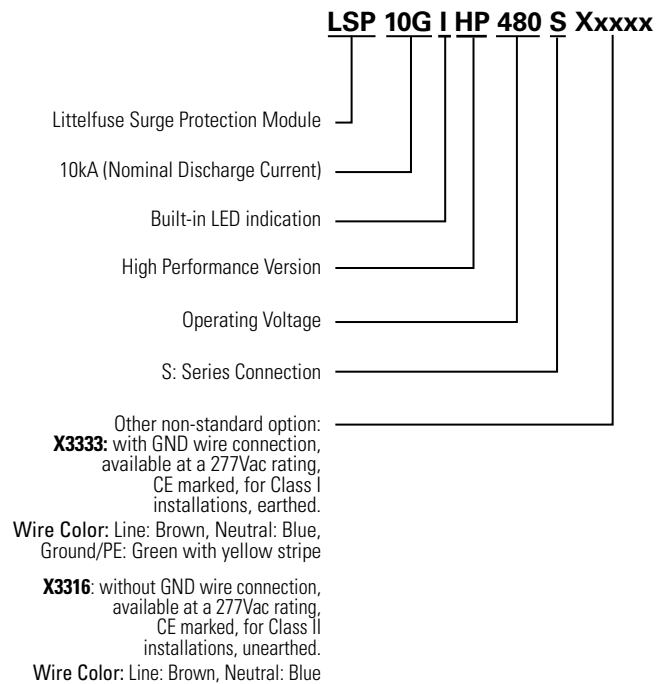 LSP 10G I HP 480 S Xxxxx
Littelfuse Surge Protection Module
10kA (Nominal Discharge Current)
Built-in LED indication
High Performance Version
Operating Voltage
S: Series Connection
Other non-standard option:
X3333: with GND wire connection,
available at a 277Vac rating,
CE marked, for Class I
installations, earthed.
Wire Color: Line: Brown, Neutral: Blue,
Ground/PE: Green with yellow stripe
X3316: without GND wire connection,
available at a 277Vac rating,
CE marked, for Class II
installations, unearthed.
Wire Color: Line: Brown, Neutral: Blue